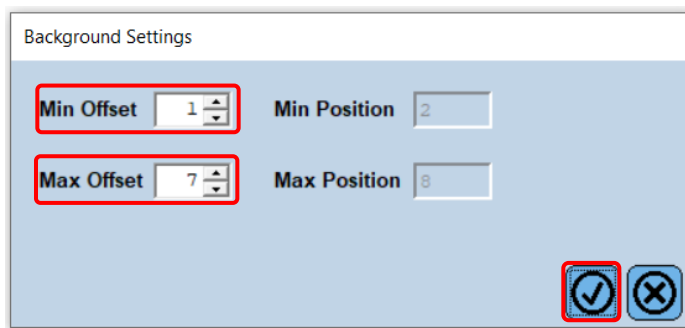 Background Settings
Min Offset 1 Min Position 2
Max Offset 7 Max Position 8